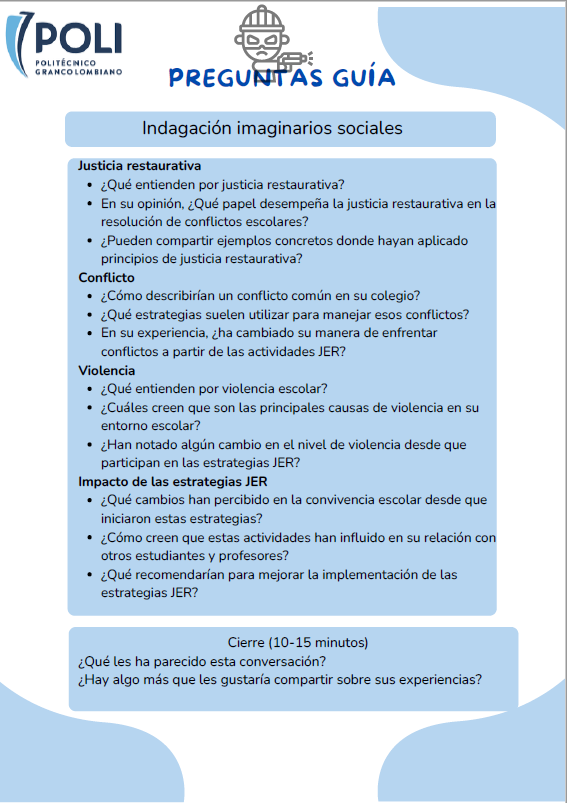 POLI
POLITÉCNICO
GRANCOLOMBIANO
PREGUNTAS GUÍA
Indagación imaginarios sociales
Justicia restaurativa
• ¿Qué entienden por justicia restaurativa?
• En su opinión, ¿Qué papel desempeña la justicia restaurativa en la
resolución de conflictos escolares?
• ¿Pueden compartir ejemplos concretos donde hayan aplicado
principios de justicia restaurativa?
Conflicto
• ¿Cómo describirían un conflicto común en su colegio?
• ¿Qué estrategias suelen utilizar para manejar esos conflictos?
• En su experiencia, ¿ha cambiado su manera de enfrentar
conflictos a partir de las actividades JER?
Violencia
• ¿Qué entienden por violencia escolar?
• ¿Cuáles creen que son las principales causas de violencia en su
entorno escolar?
• ¿Han notado algún cambio en el nivel de violencia desde que
participan en las estrategias JER?
Impacto de las estrategias JER
• ¿Qué cambios han percibido en la convivencia escolar desde que
iniciaron estas estrategias?
• ¿Cómo creen que estas actividades han influido en su relación con
otros estudiantes y profesores?
• ¿Qué recomendarían para mejorar la implementación de las
estrategias JER?
Cierre (10-15 minutos)
¿Qué les ha parecido esta conversación?
¿Hay algo más que les gustaría compartir sobre sus experiencias?